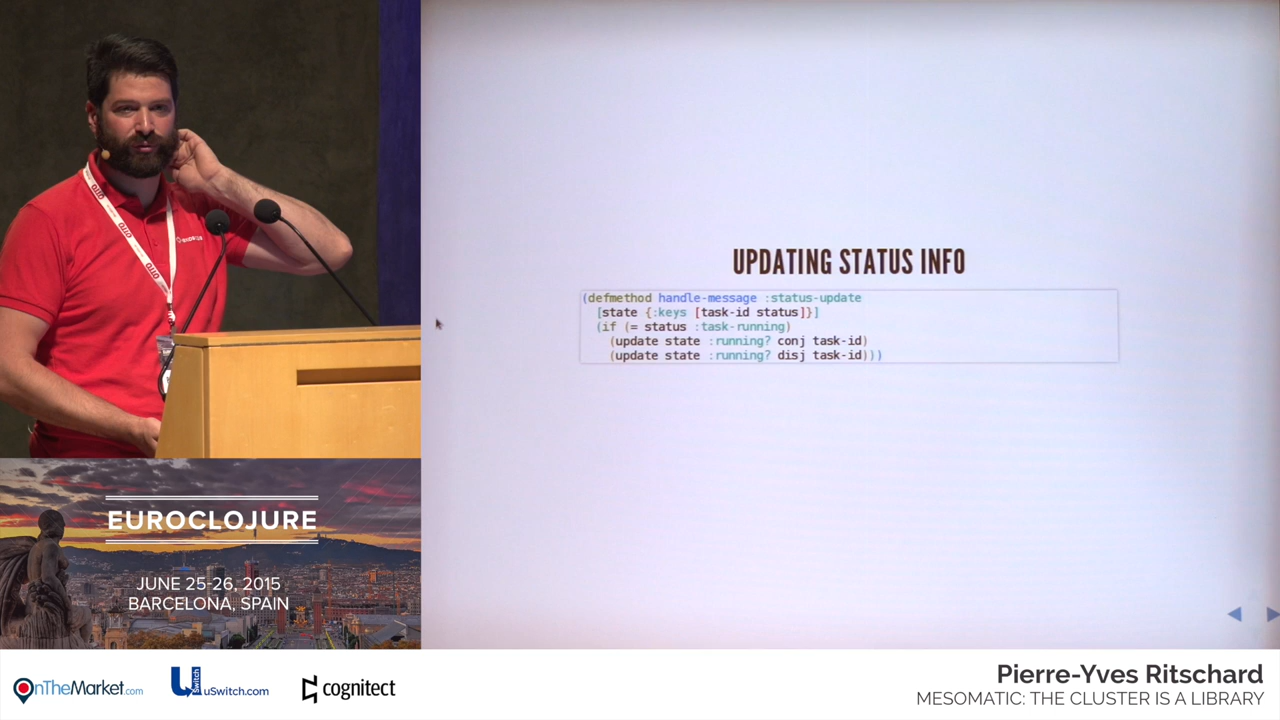 UPDATING STATUS INFO
(defmethod handle-message :status-update
[state {:keys [task-id status]}]
(if (= status :task-running)
(update state :running? conj task-id)
(update state :running? disj task-id)))
EUROCLOJURE
JUNE 25-26, 2015
BARCELONA, SPAIN
OnTheMarket.com
uSwitch
uSwitch.com
cognitect
Pierre-Yves Ritschard
MESOMATIC: THE CLUSTER IS A LIBRARY